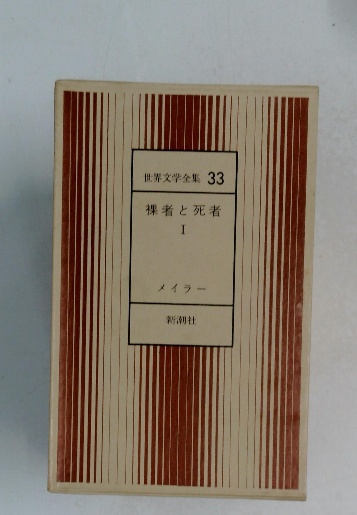 世界文学全集 33
裸者と死者
I
メイラー
新潮社